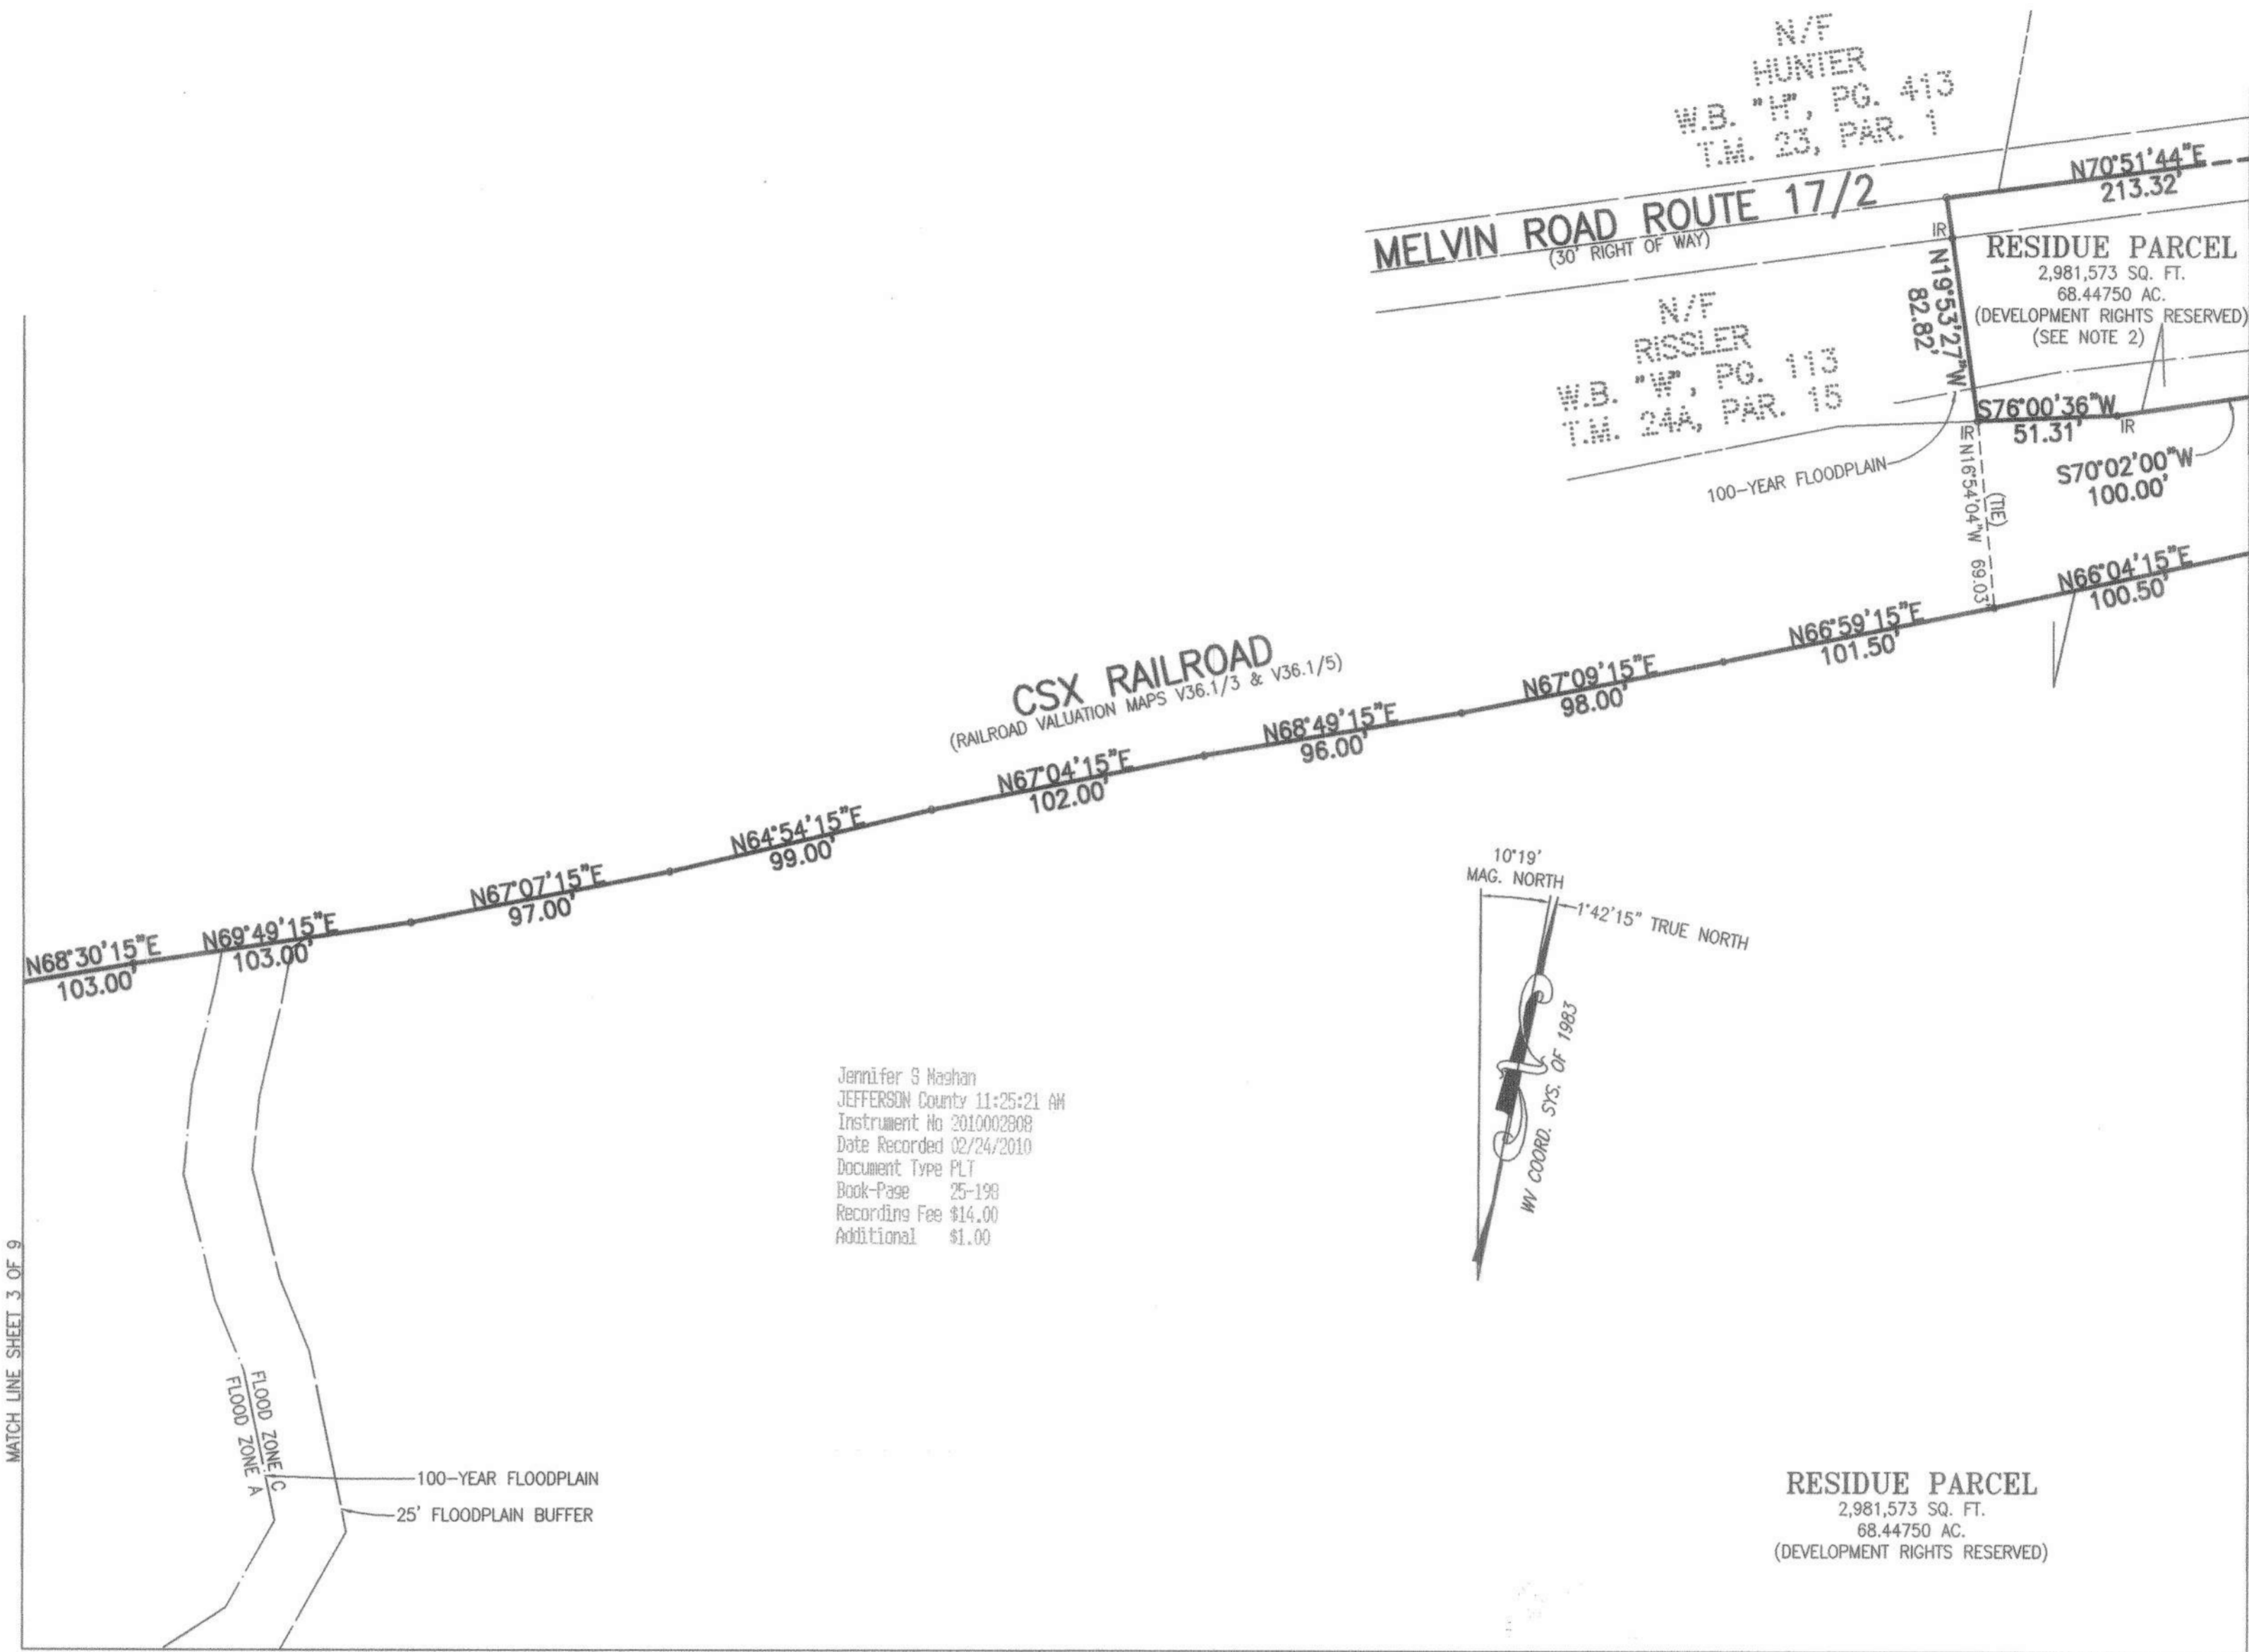 N/F
HUNTER
W.B. "H", PG. 413
T.M. 23, PAR. 1
N70°51'44"E
213.32'
MELVIN ROAD ROUTE 17/2
(30' RIGHT OF WAY)
IR
N19°53'27"W
82.82'
RESIDUE PARCEL
2,981,573 SQ. FT.
68.44750 AC.
(DEVELOPMENT RIGHTS RESERVED)
(SEE NOTE 2)
N/F
RISSLER
W.B. "W", PG. 113
T.M. 24A, PAR. 15
100-YEAR FLOODPLAIN
S76°00'36"W
51.31'
IR
IR
S70°02'00"W
100.00'
N16°54'04"W 69.03'
(TIE)
N66°04'15"E
100.50'
N66°59'15"E
101.50'
N67°09'15"E
98.00'
CSX RAILROAD
(RAILROAD VALUATION MAPS V36.1/3 & V36.1/5)
N68°49'15"E
96.00'
N67°04'15"E
102.00'
N64°54'15"E
99.00'
N67°07'15"E
97.00'
N69°49'15"E
103.00'
N68°30'15"E
103.00'
10°19'
MAG. NORTH
1°42'15" TRUE NORTH
WV COORD. SYS. OF 1983
Jennifer S Maghan
JEFFERSON County 11:25:21 AM
Instrument No 2010002808
Date Recorded 02/24/2010
Document Type PLT
Book-Page 25-198
Recording Fee $14.00
Additional $1.00
MATCH LINE SHEET 3 OF 9
FLOOD ZONE C
FLOOD ZONE A
100-YEAR FLOODPLAIN
25' FLOODPLAIN BUFFER
RESIDUE PARCEL
2,981,573 SQ. FT.
68.44750 AC.
(DEVELOPMENT RIGHTS RESERVED)